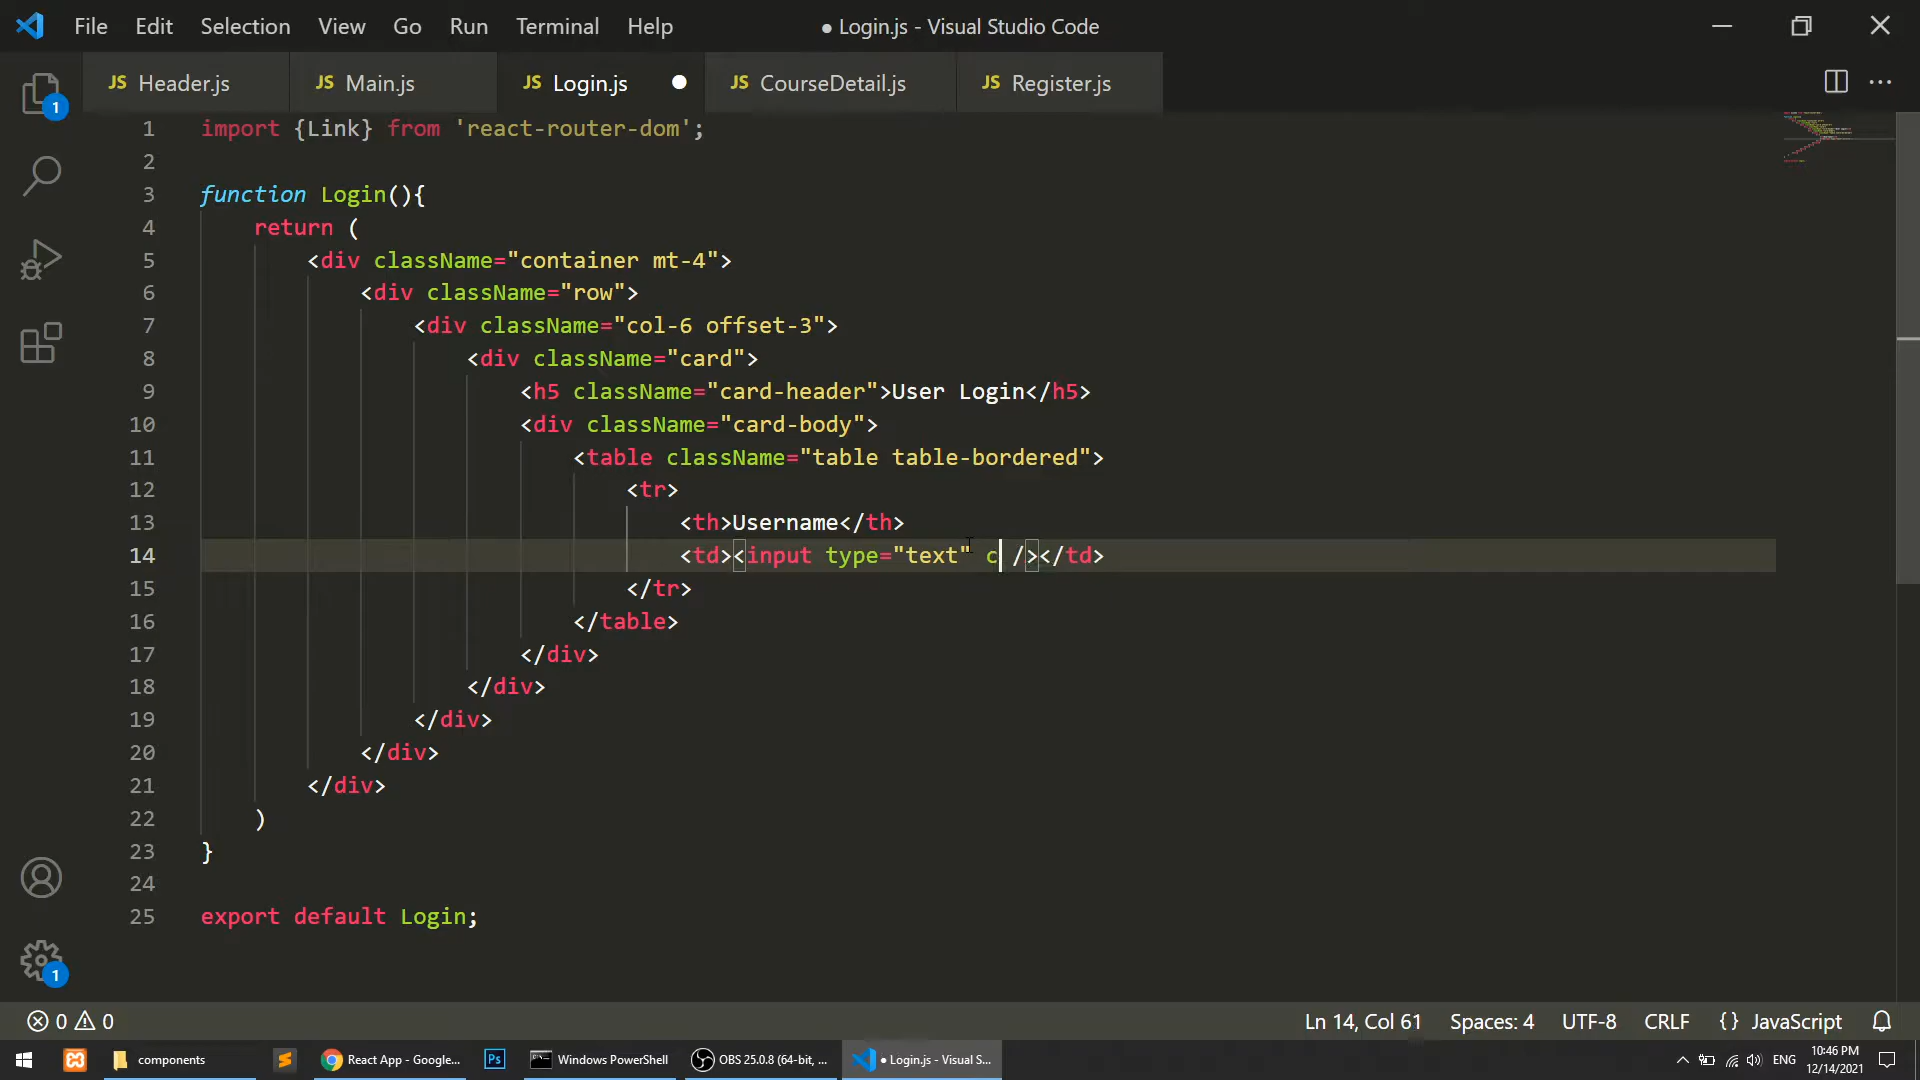 File Edit Selection View Go Run Terminal Help
● Login.js - Visual Studio Code
1
JS Header.js
JS Main.js
JS Login.js
JS CourseDetail.js
JS Register.js
1 import {Link} from 'react-router-dom';
2
3 function Login(){
4     return (
5         <div className="container mt-4">
6             <div className="row">
7                 <div className="col-6 offset-3">
8                     <div className="card">
9                         <h5 className="card-header">User Login</h5>
10                         <div className="card-body">
11                             <table className="table table-bordered">
12                                 <tr>
13                                     <th>Username</th>
14                                     <td><input type="text" c /></td>
15                                 </tr>
16                             </table>
17                         </div>
18                     </div>
19                 </div>
20             </div>
21         </div>
22     )
23 }
24
25 export default Login;
1
0 0
Ln 14, Col 61 Spaces: 4 UTF-8 CRLF {} JavaScript
components
React App - Google...
Ps
Windows PowerShell
OBS 25.0.8 (64-bit, ...
● Login.js - Visual S...
ENG
10:46 PM
12/14/2021